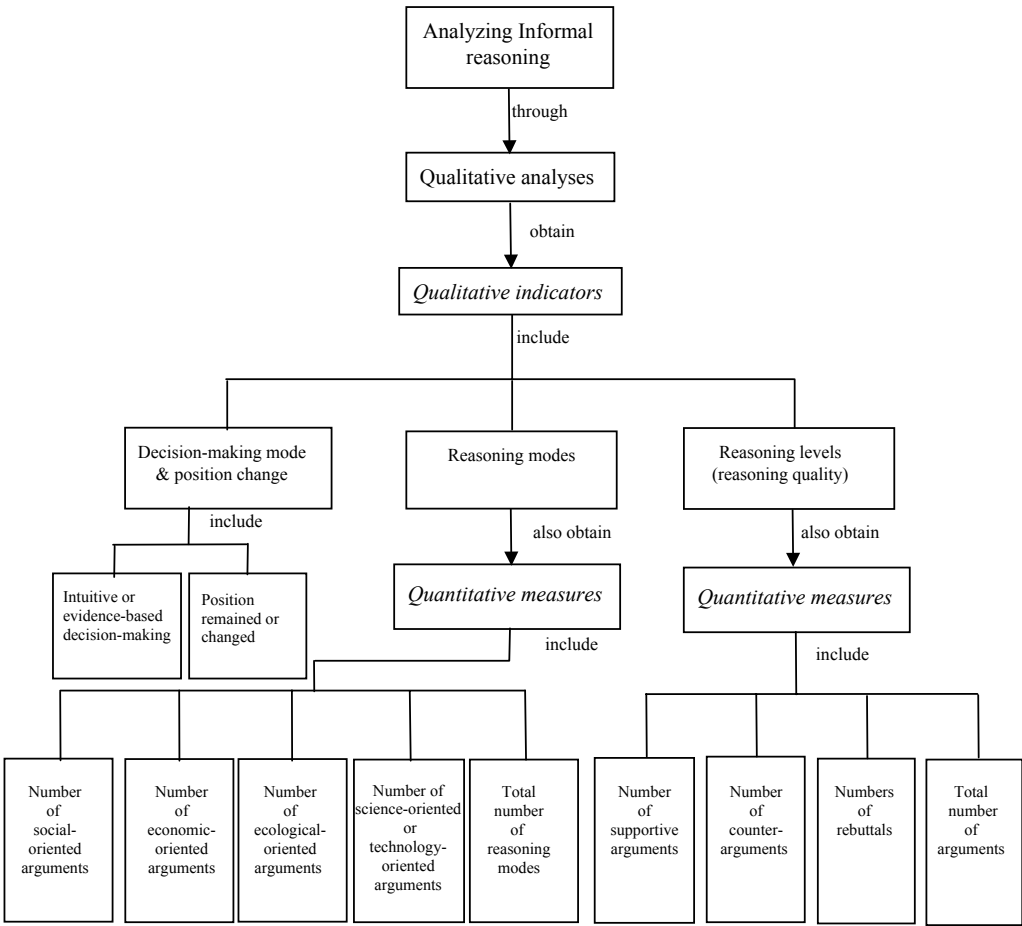 Analyzing Informal
reasoning
through
Qualitative analyses
obtain
Qualitative indicators
include
Decision-making mode
& position change
Reasoning modes
Reasoning levels
(reasoning quality)
include
also obtain
also obtain
Intuitive or
evidence-based
decision-making
Position
remained or
changed
Quantitative measures
Quantitative measures
include
include
Number
of
social-
oriented
arguments
Number
of
economic-
oriented
arguments
Number
of
ecological-
oriented
arguments
Number of
science-oriented
or
technology-
oriented
arguments
Total
number
of
reasoning
modes
Number
of
supportive
arguments
Number
of
counter-
arguments
Numbers
of
rebuttals
Total
number
of
arguments